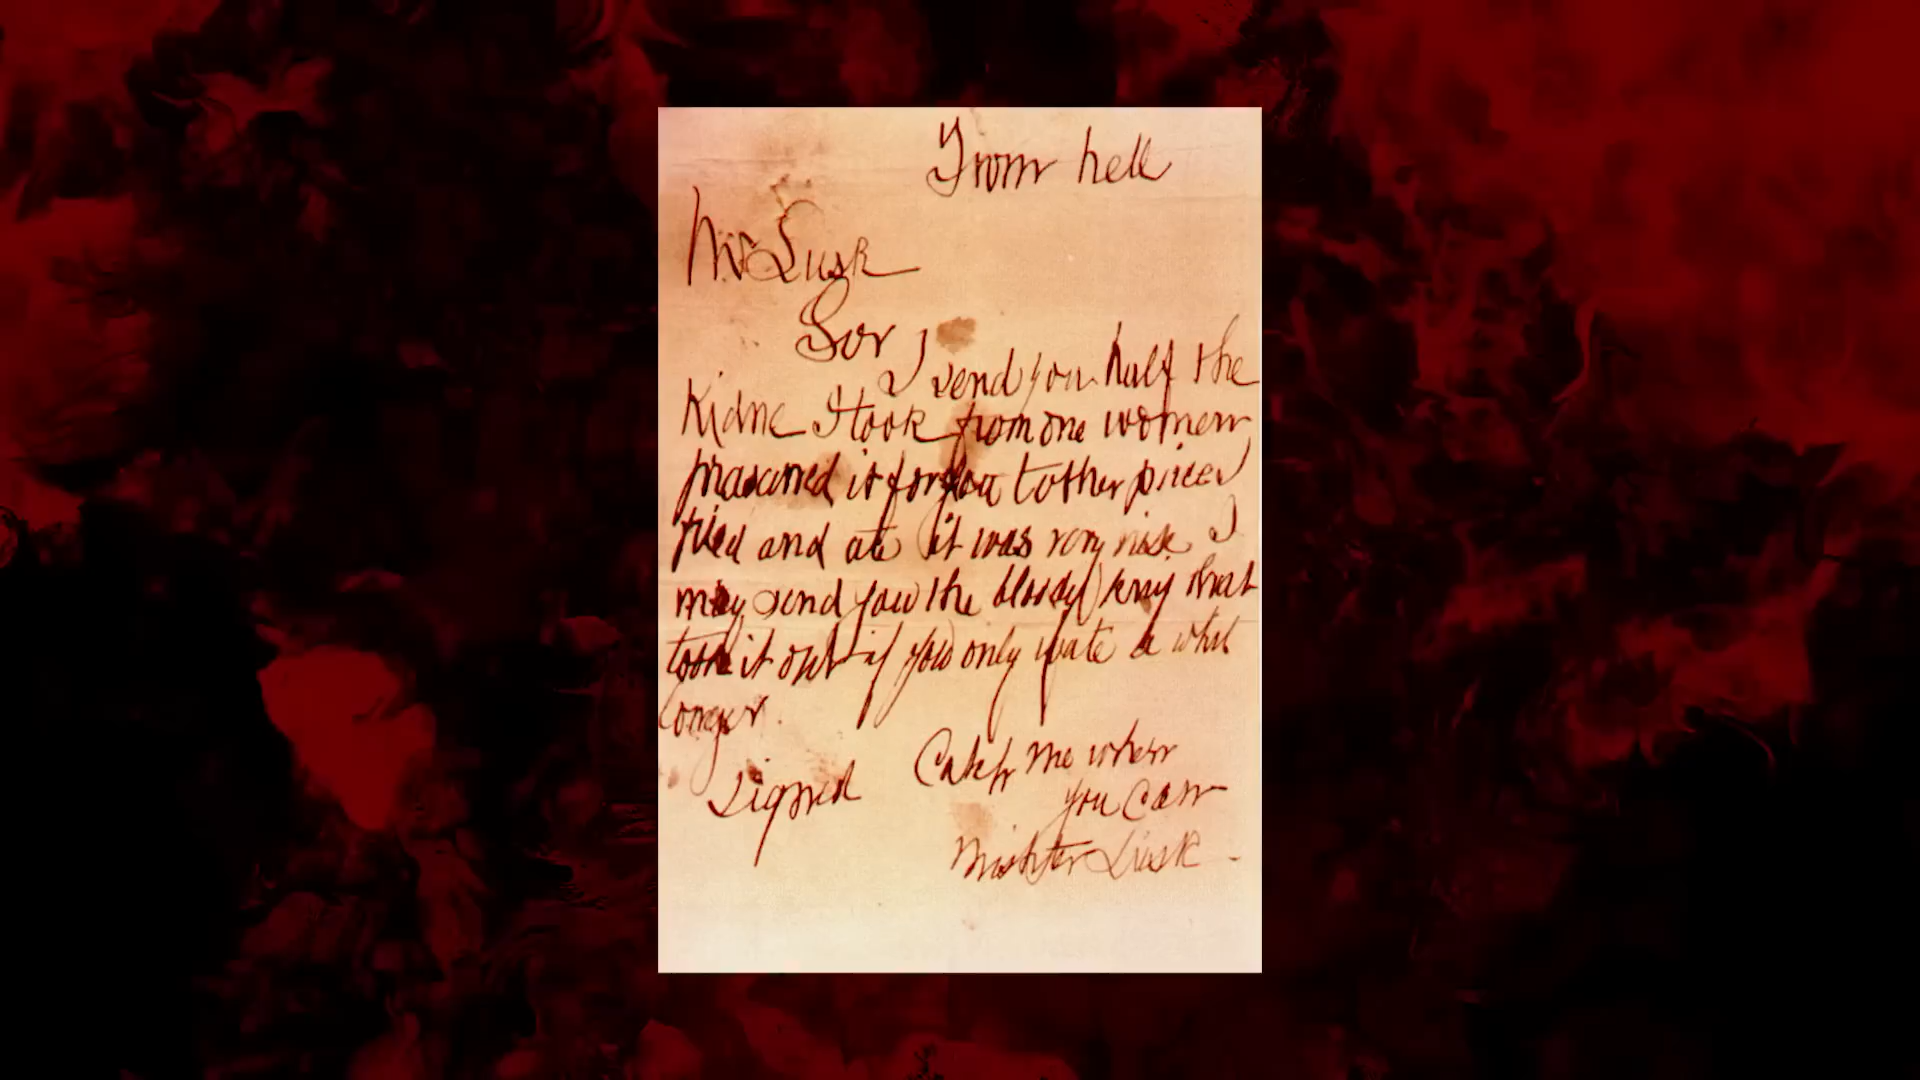 From hell
Mr Lusk
Sor
I send you half the
Kidne I took from one women
prasarved it for you tother piece I
fried and ate it was very nise I
may send you the bloody knif that
took it out if you only wate a whil
longer.
Signed Catch me when
you Can
Mishter Lusk -